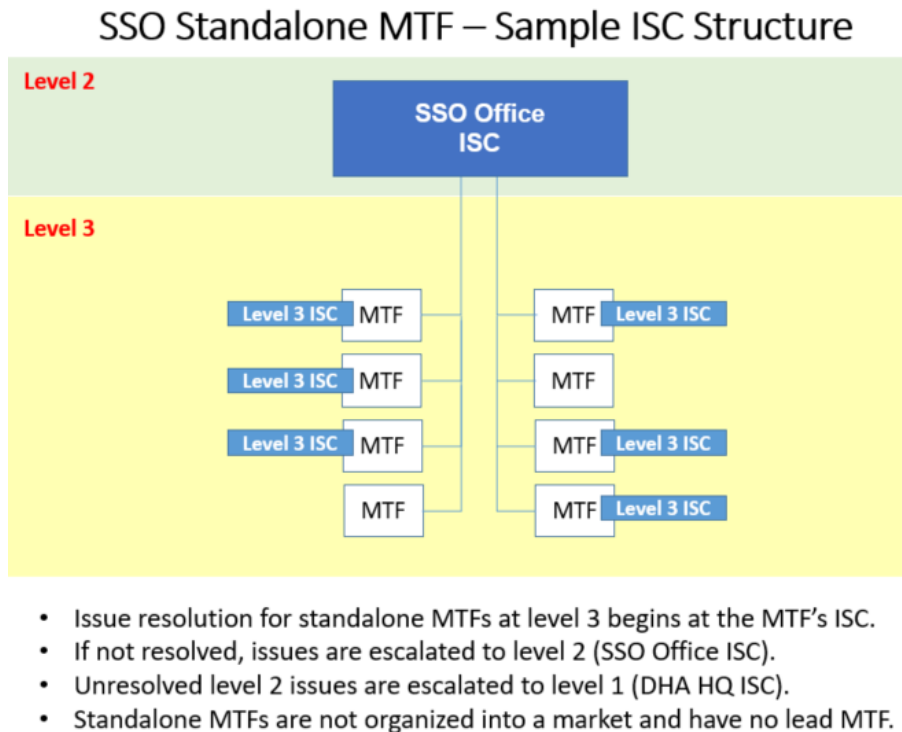 SSO Standalone MTF – Sample ISC Structure
Level 2
SSO Office
ISC
Level 3
Level 3 ISC MTF MTF Level 3 ISC
Level 3 ISC MTF MTF
Level 3 ISC MTF MTF Level 3 ISC
MTF MTF Level 3 ISC
• Issue resolution for standalone MTFs at level 3 begins at the MTF’s ISC.
• If not resolved, issues are escalated to level 2 (SSO Office ISC).
• Unresolved level 2 issues are escalated to level 1 (DHA HQ ISC).
• Standalone MTFs are not organized into a market and have no lead MTF.